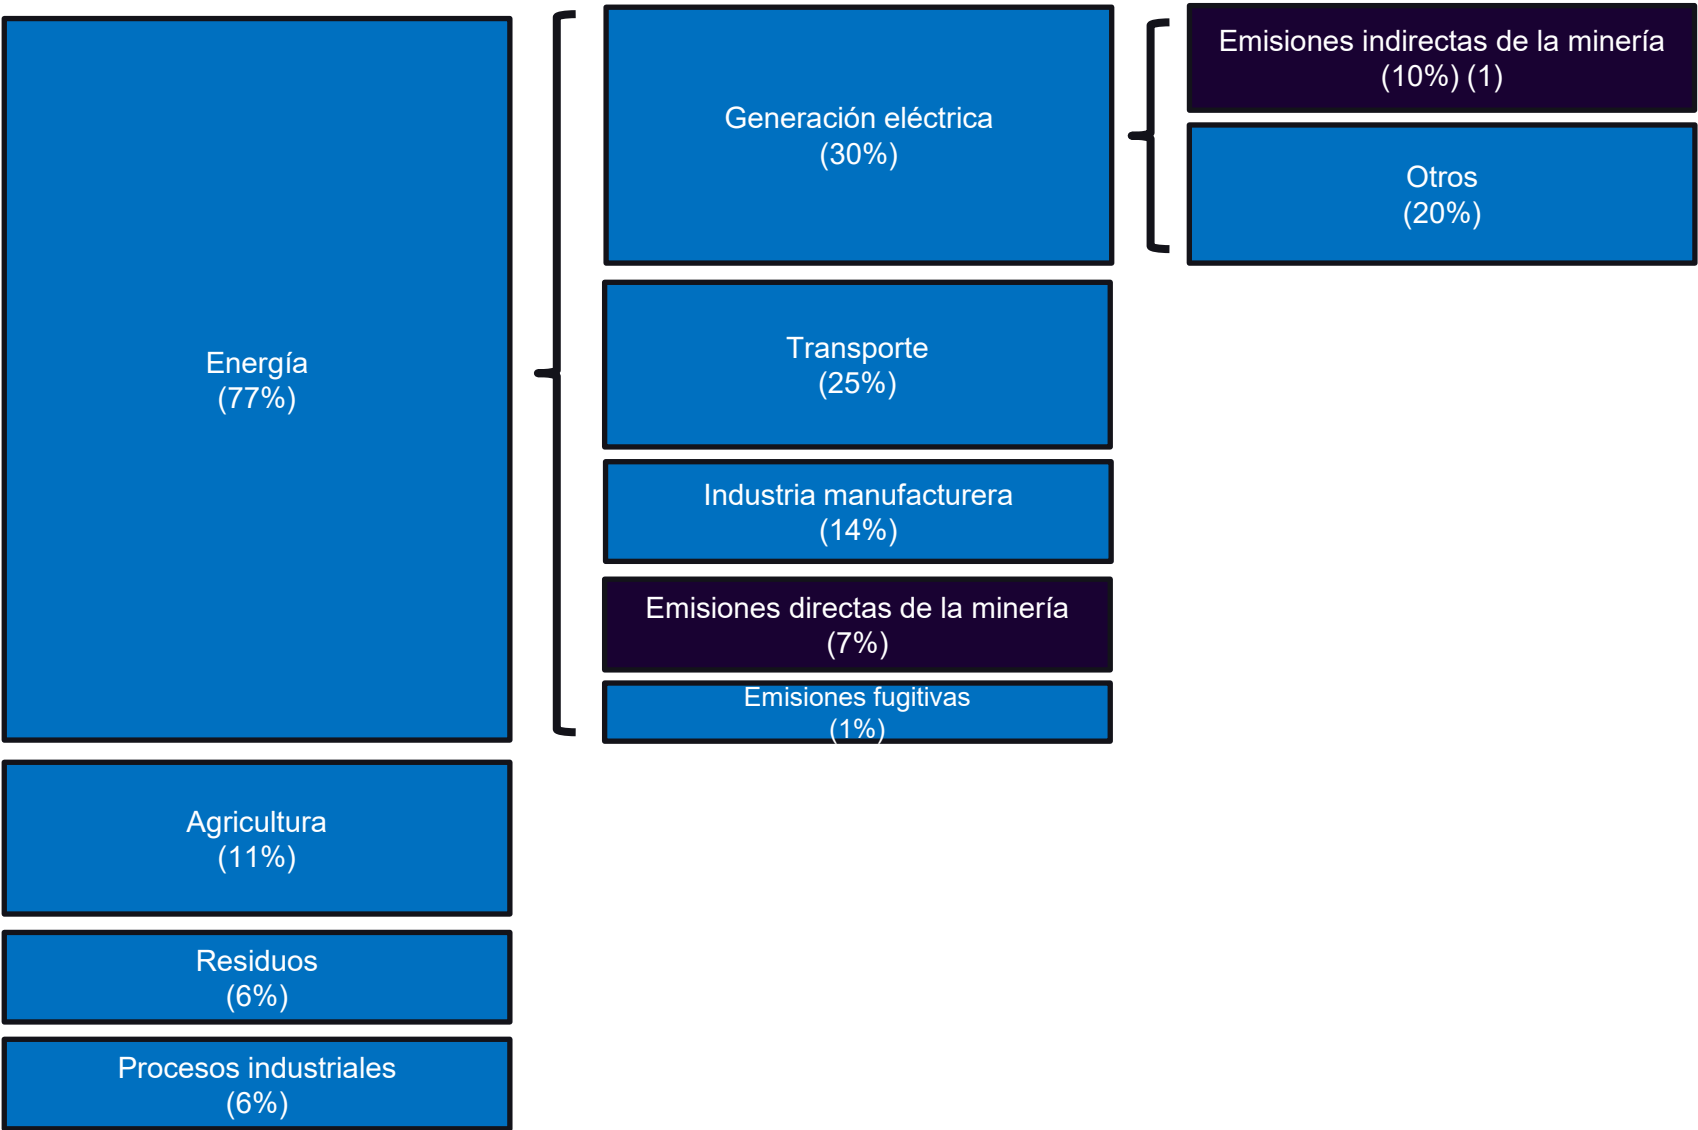 Energía
(77%)
Agricultura
(11%)
Residuos
(6%)
Procesos industriales
(6%)
Generación eléctrica
(30%)
Transporte
(25%)
Industria manufacturera
(14%)
Emisiones directas de la minería
(7%)
Emisiones fugitivas
(1%)
Emisiones indirectas de la minería
(10%) (1)
Otros
(20%)